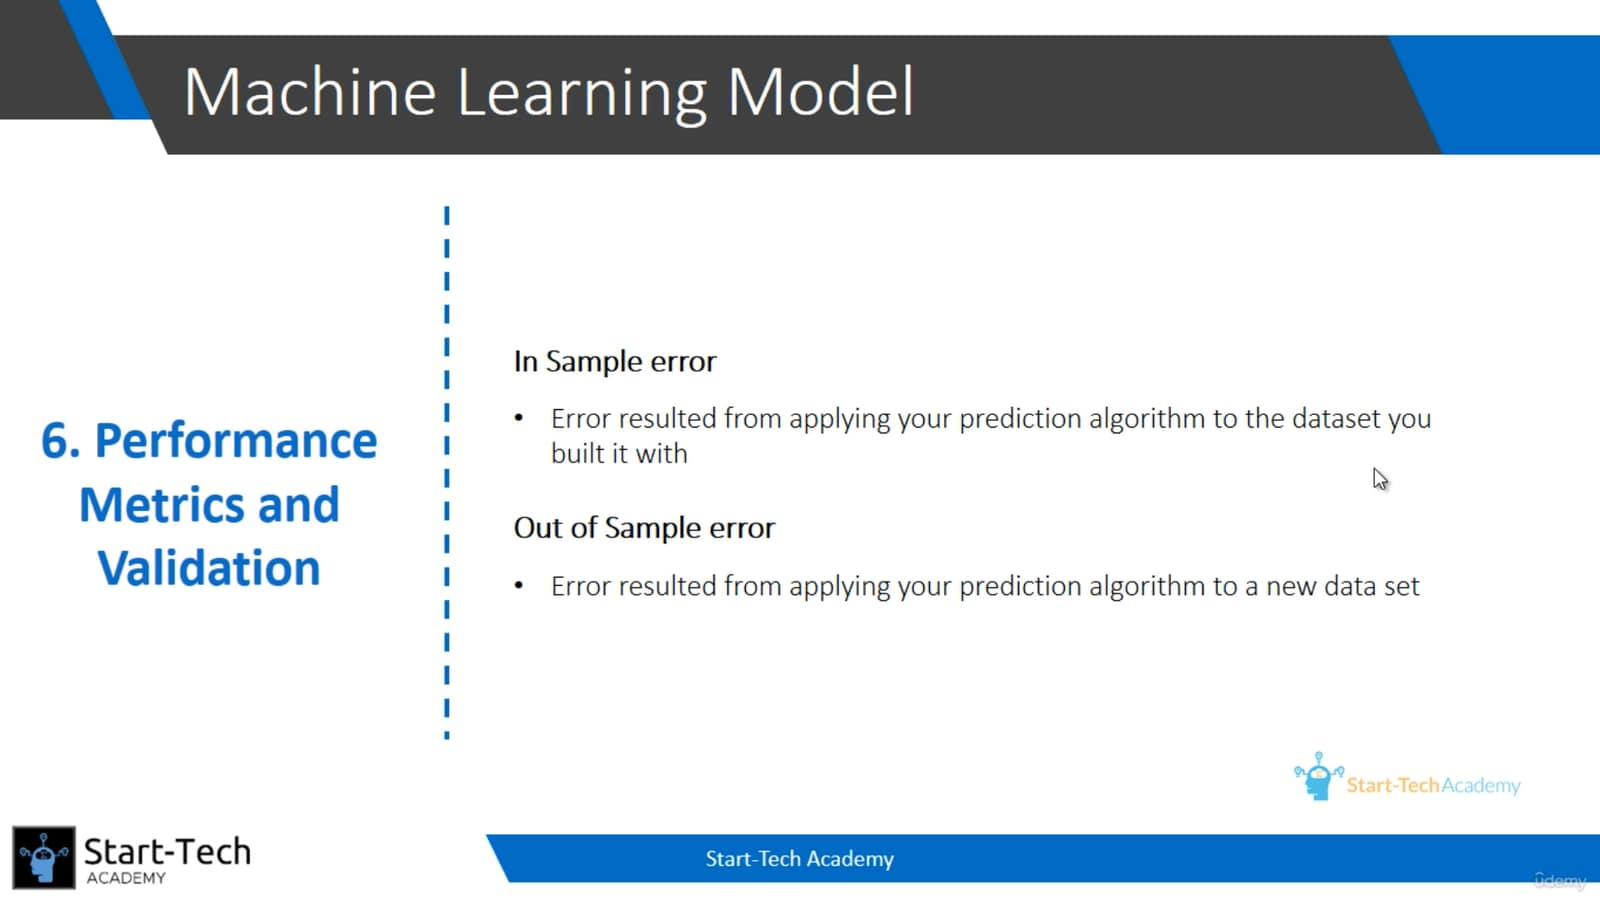 Machine Learning Model
6. Performance
Metrics and
Validation
In Sample error
• Error resulted from applying your prediction algorithm to the dataset you
built it with
Out of Sample error
• Error resulted from applying your prediction algorithm to a new data set
Start-TechAcademy
Start-Tech
ACADEMY
Start-Tech Academy
ûdemy